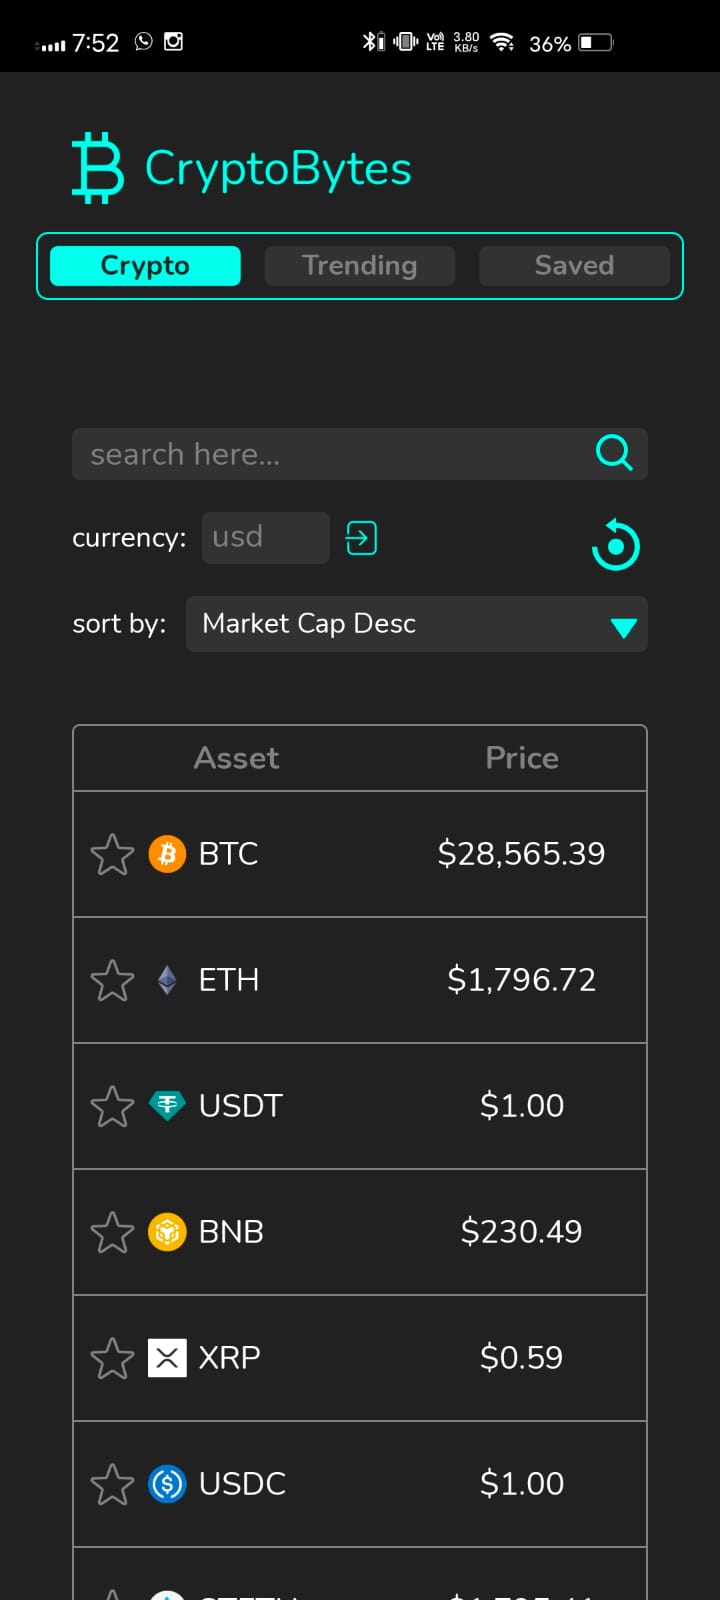 7:52 Vo) LTE 3.80 KB/s 36%
CryptoBytes
Crypto Trending Saved
search here...
currency: usd
sort by: Market Cap Desc
Asset Price
BTC $28,565.39
ETH $1,796.72
USDT $1.00
BNB $230.49
XRP $0.59
USDC $1.00